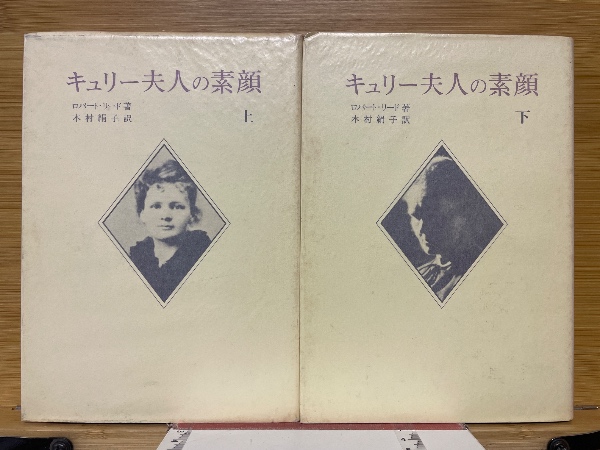 キュリー夫人の素顔
ロバート・リード著
木村絹子訳
上
キュリー夫人の素顔
ロバート・リード著
木村絹子訳
下